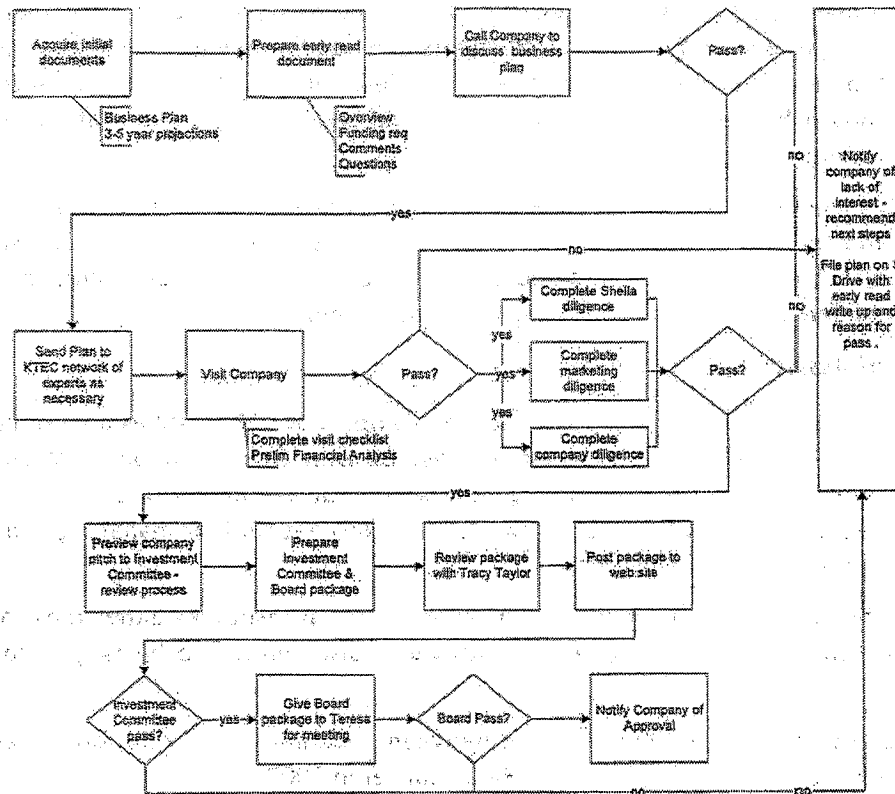 Acquire initial
documents
Prepare early read
document
Call Company to
discuss business
plan
Pass?
Business Plan
3-5 year projections
Overview
Funding req
Comments
Questions
no
Notify
company of
lack of
interest -
recommend
next steps
File plan on
Drive with
early read
write up and
reason for
pass.
yes
no
no
Send Plan to
KTEC network of
experts as
necessary
Visit Company
Pass?
yes
yes
yes
Complete Sheila
diligence
Complete
marketing
diligence
Complete
company diligence
Pass?
Complete visit checklist
Prelim Financial Analysis
yes
Preview company
pitch to Investment
Committee -
review process
Prepare
Investment
Committee &
Board package
Review package
with Tracy Taylor
Post package to
web site
Investment
Committee
pass?
yes
Give Board
package to Teresa
for meeting
Board Pass?
Notify Company of
Approval
no
no